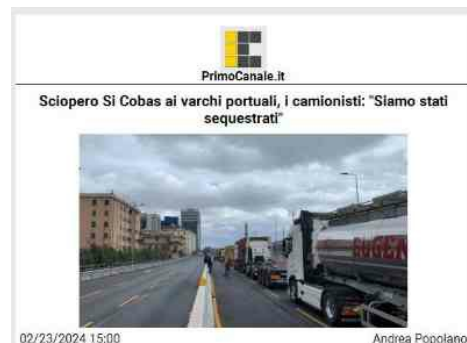 PrimoCanale.it
Sciopero Si Cobas ai varchi portuali, i camionisti: "Siamo stati
sequestrati"
02/23/2024 15:00
Andrea Popolano